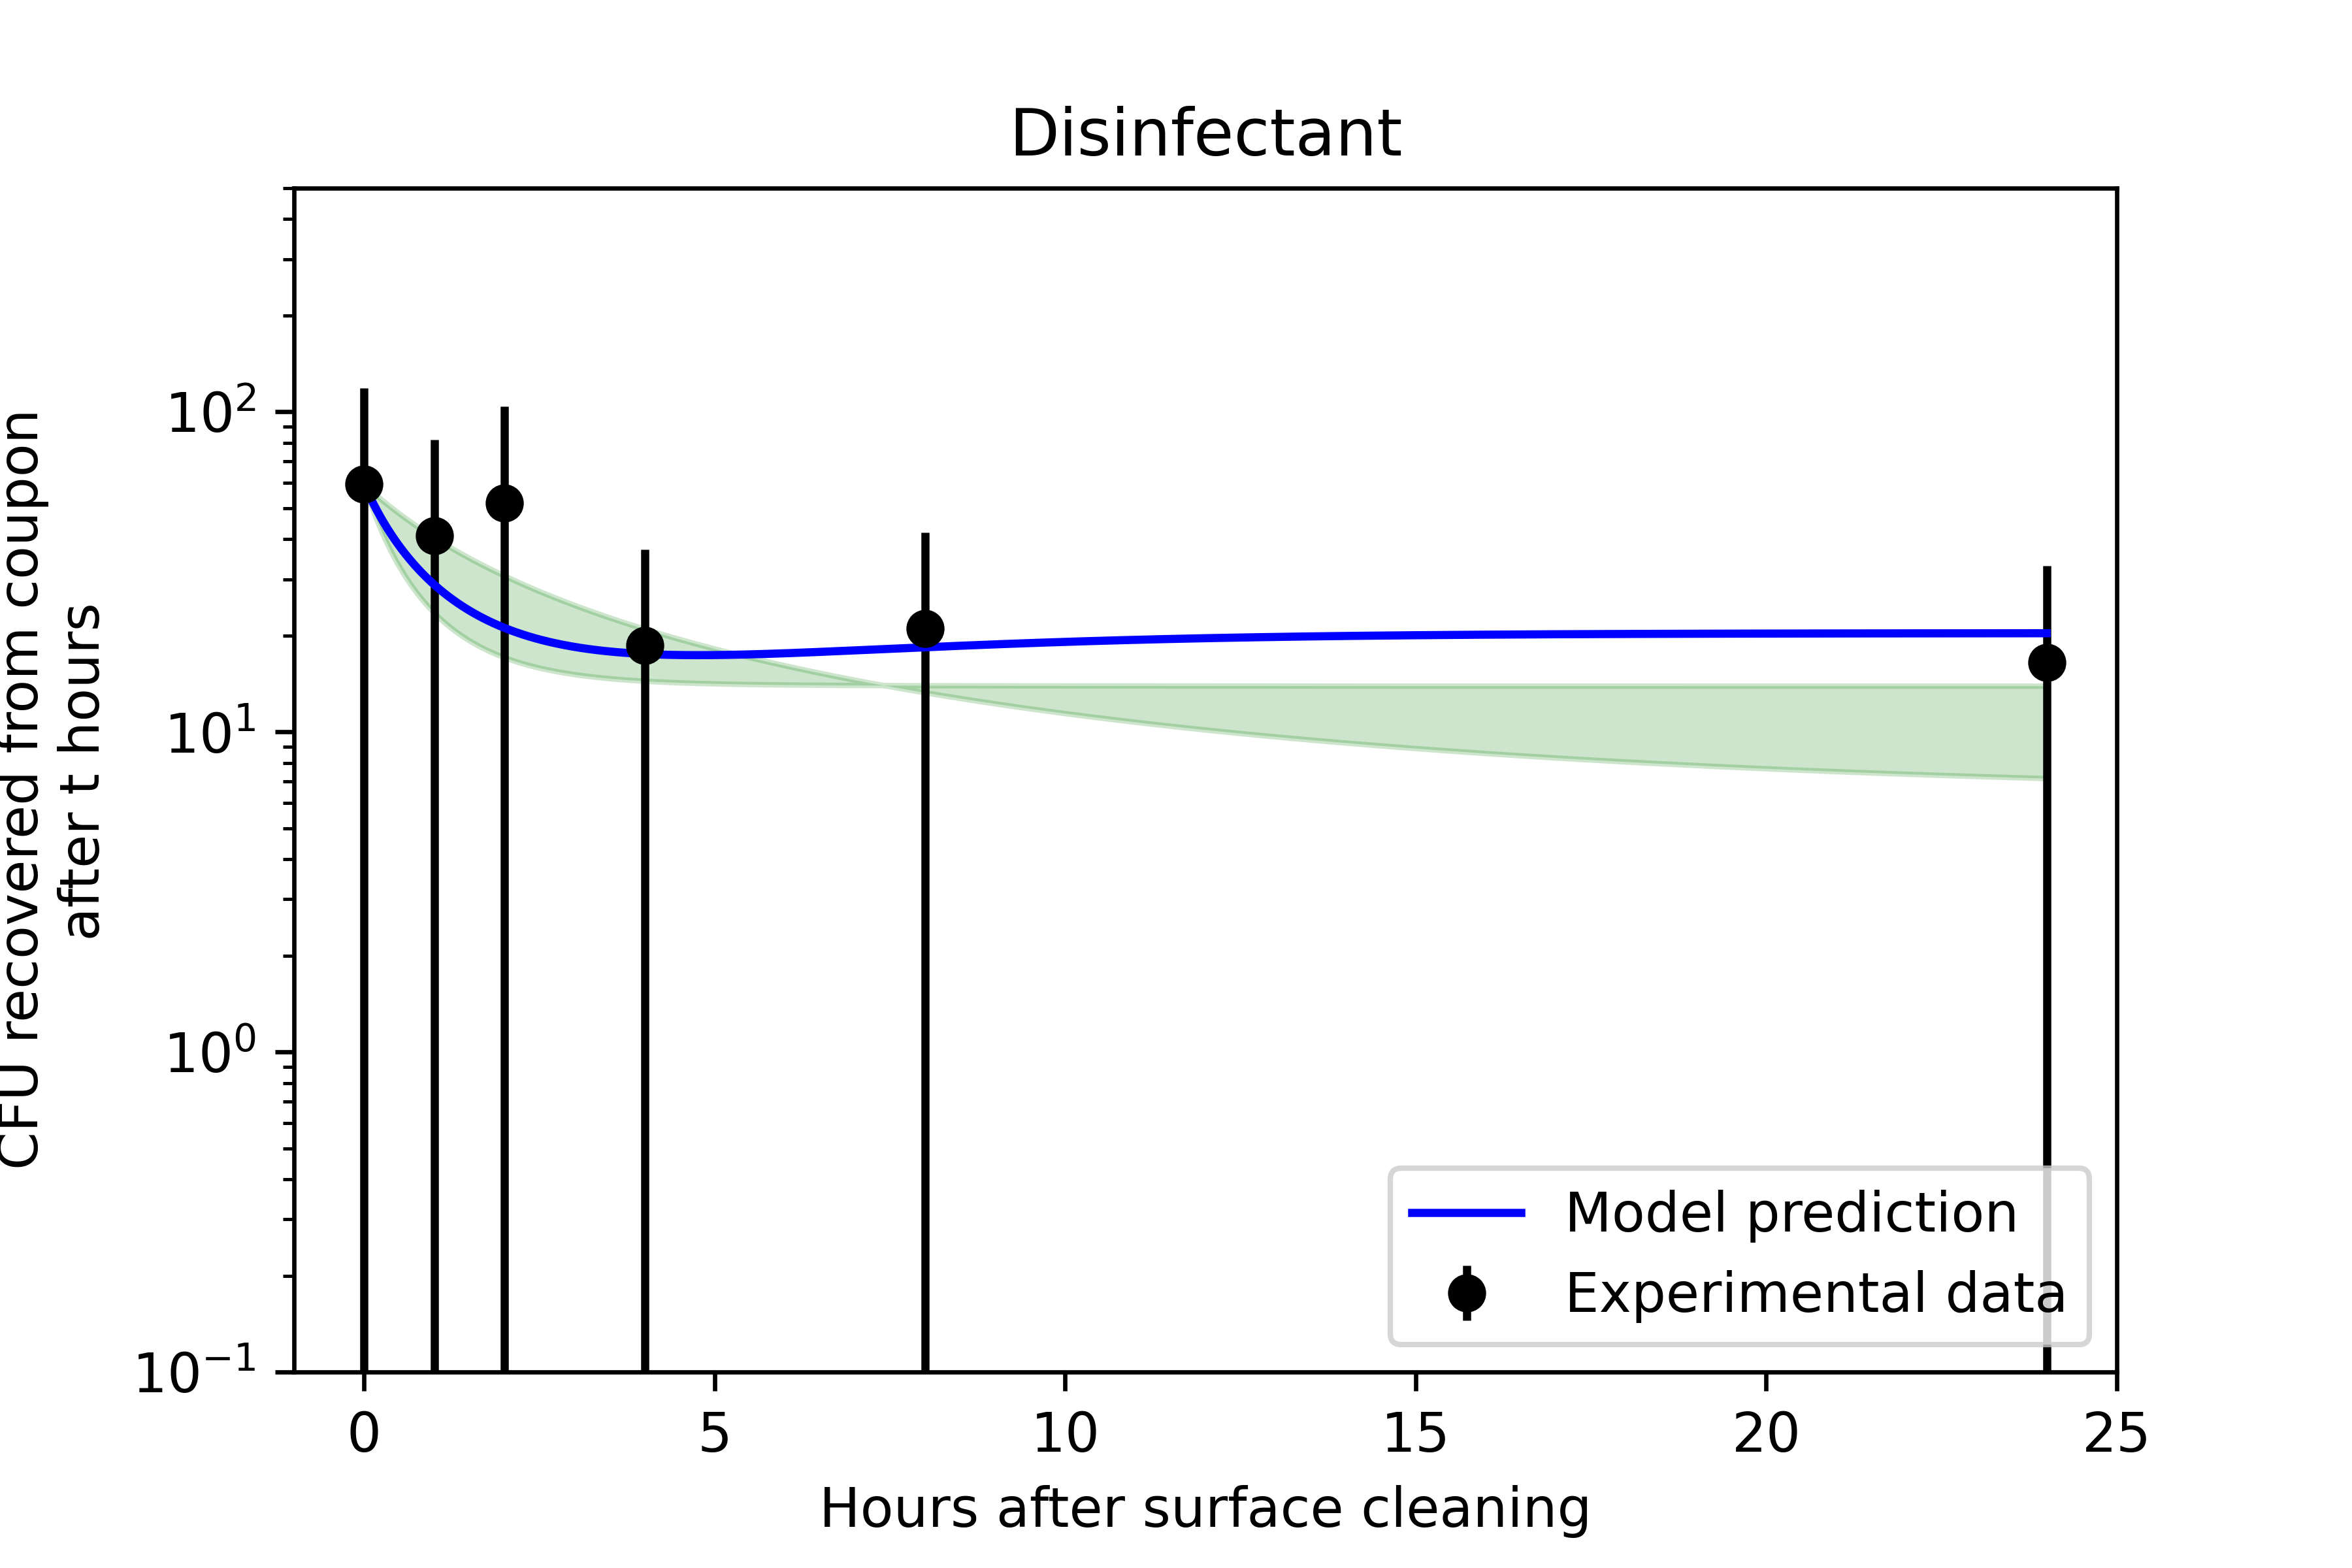 Disinfectant
CFU recovered from coupon
after t hours
10²
10¹
10⁰
10⁻¹
0 5 10 15 20 25
Hours after surface cleaning
Model prediction
Experimental data